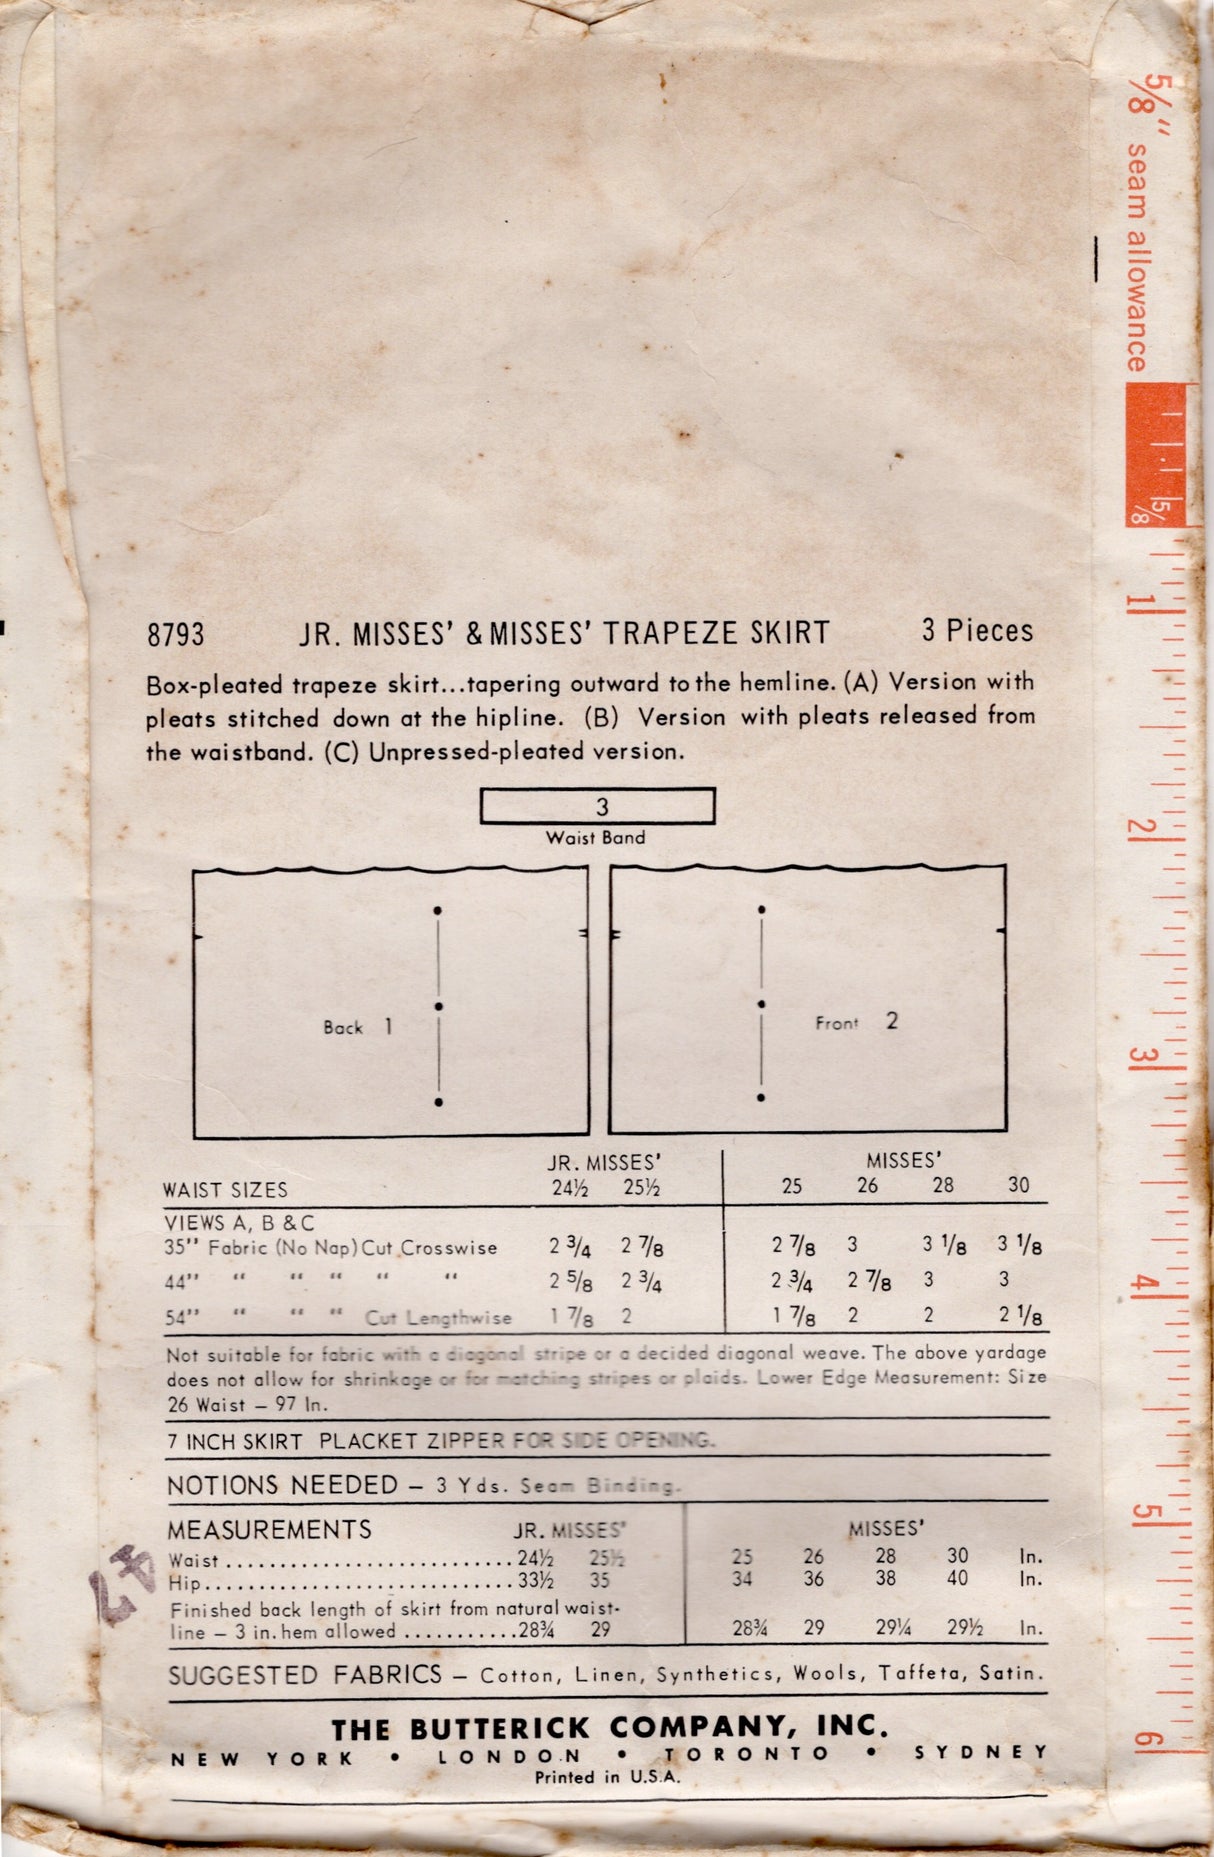 8793 JR. MISSES' & MISSES' TRAPEZE SKIRT 3 Pieces
Box-pleated trapeze skirt...tapering outward to the hemline. (A) Version with
pleats stitched down at the hipline. (B) Version with pleats released from
the waistband. (C) Unpressed-pleated version.
3
Waist Band
Back 1
Front 2
JR. MISSES' MISSES'
WAIST SIZES 24½ 25½ 25 26 28 30
VIEWS A, B & C
35" Fabric (No Nap) Cut Crosswise 2 3/4 2 7/8 2 7/8 3 3 1/8 3 1/8
44" " " " " " 2 5/8 2 3/4 2 3/4 2 7/8 3 3
54" " " " Cut Lengthwise 1 7/8 2 1 7/8 2 2 2 1/8
Not suitable for fabric with a diagonal stripe or a decided diagonal weave. The above yardage
does not allow for shrinkage or for matching stripes or plaids. Lower Edge Measurement: Size
26 Waist – 97 In.
7 INCH SKIRT PLACKET ZIPPER FOR SIDE OPENING.
NOTIONS NEEDED – 3 Yds. Seam Binding.
MEASUREMENTS JR. MISSES' MISSES'
Waist ........................... 24½ 25½ 25 26 28 30 In.
Hip ............................. 33½ 35 34 36 38 40 In.
Finished back length of skirt from natural waist-
line – 3 in. hem allowed ........... 28¾ 29 28¾ 29 29¼ 29½ In.
SUGGESTED FABRICS – Cotton, Linen, Synthetics, Wools, Taffeta, Satin.
THE BUTTERICK COMPANY, INC.
NEW YORK • LONDON • TORONTO • SYDNEY
Printed in U.S.A.
5/8" seam allowance
5/8
1
2
3
4
5
6